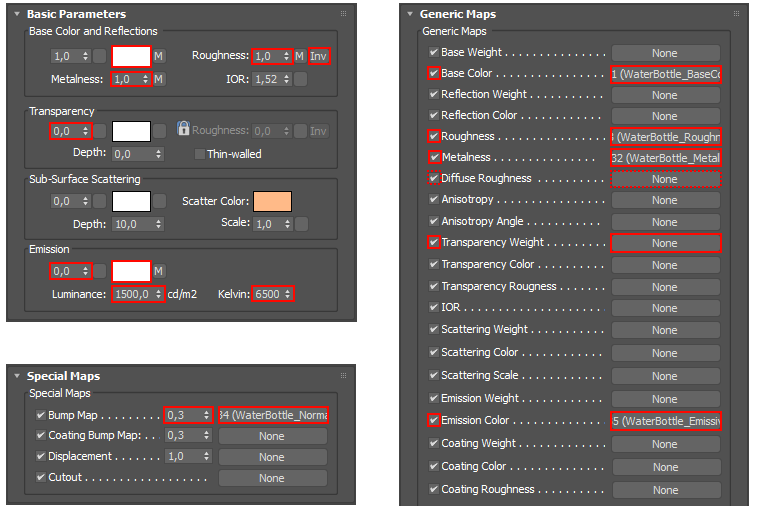 Basic Parameters
Base Color and Reflections
1,0 M Roughness: 1,0 M Inv
Metalness: 1,0 M IOR: 1,52
Transparency
0,0 Roughness: 0,0 Inv
Depth: 0,0 Thin-walled
Sub-Surface Scattering
0,0 Scatter Color:
Depth: 10,0 Scale: 1,0
Emission
0,0 M
Luminance: 1500,0 cd/m2 Kelvin: 6500
Special Maps
Special Maps
Bump Map . . . . . . . . . 0,3 34 (WaterBottle_Norma
Coating Bump Map: . . . 0,3 None
Displacement . . . . . . . 1,0 None
Cutout . . . . . . . . . . . . . . . . . . . None
Generic Maps
Generic Maps
Base Weight . . . . . . . . . . . . None
Base Color . . . . . . . . . . . . . 1 (WaterBottle_BaseCo
Reflection Weight . . . . . . . . None
Reflection Color . . . . . . . . . None
Roughness . . . . . . . . . . . . . (WaterBottle_Roughn
Metalness . . . . . . . . . . . . . 32 (WaterBottle_Metal
Diffuse Roughness . . . . . . . . None
Anisotropy . . . . . . . . . . . . . None
Anisotropy Angle . . . . . . . . . None
Transparency Weight . . . . . . None
Transparency Color . . . . . . . None
Transparency Rougness . . . . None
IOR . . . . . . . . . . . . . . . . . . None
Scattering Weight . . . . . . . . None
Scattering Color . . . . . . . . . None
Scattering Scale . . . . . . . . . None
Emission Weight . . . . . . . . . None
Emission Color . . . . . . . . . . 5 (WaterBottle_Emissiv
Coating Weight . . . . . . . . . . None
Coating Color . . . . . . . . . . . None
Coating Roughness . . . . . . . None